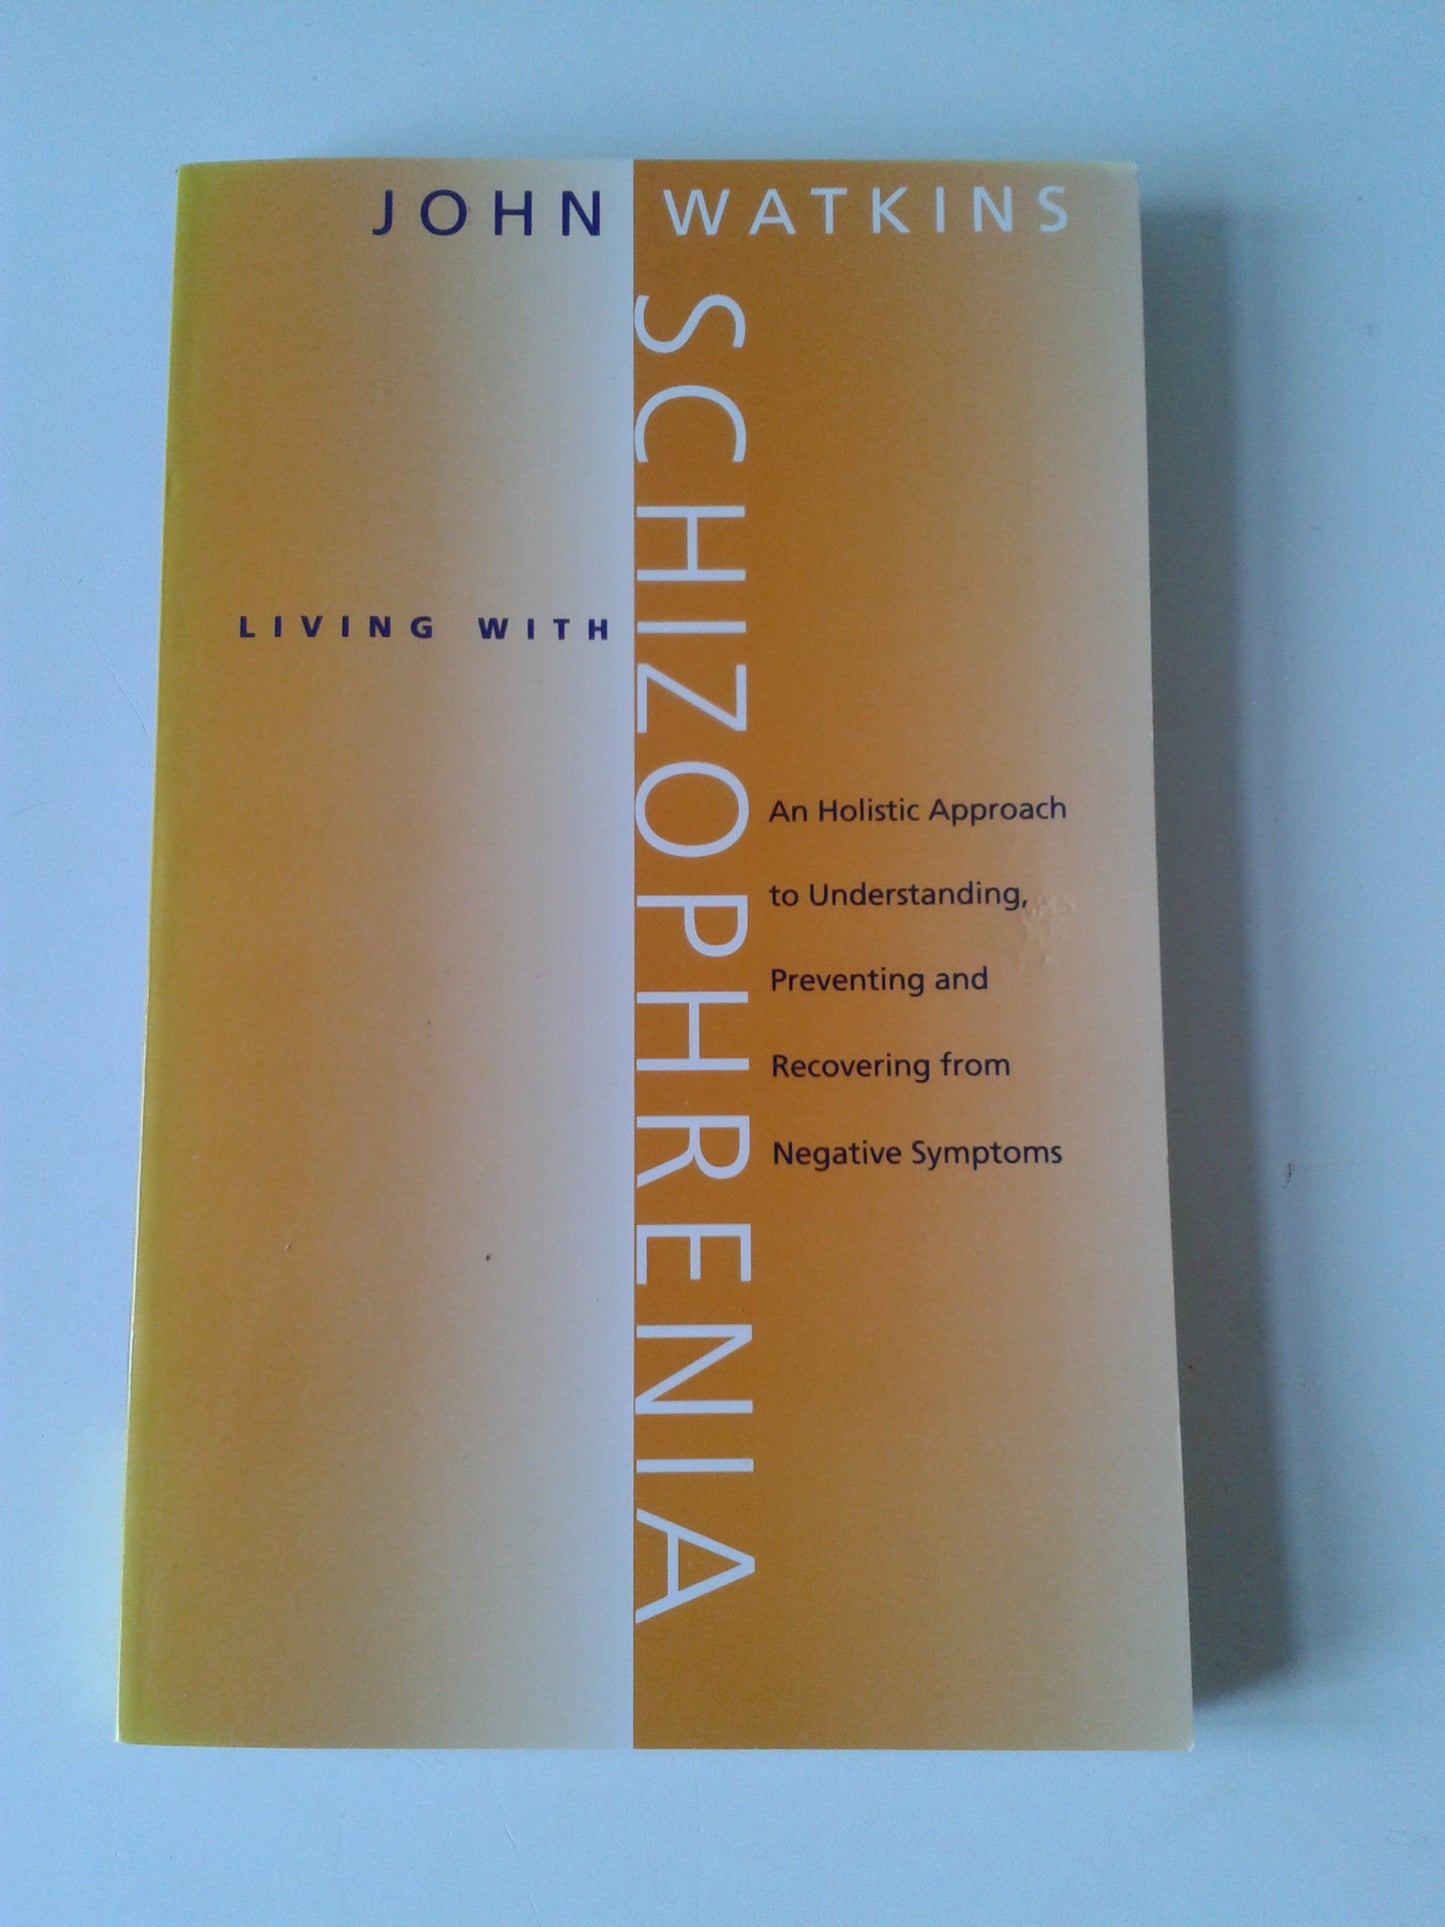 JOHN WATKINS
LIVING WITH
SCHIZOPHRENIA
An Holistic Approach
to Understanding,
Preventing and
Recovering from
Negative Symptoms